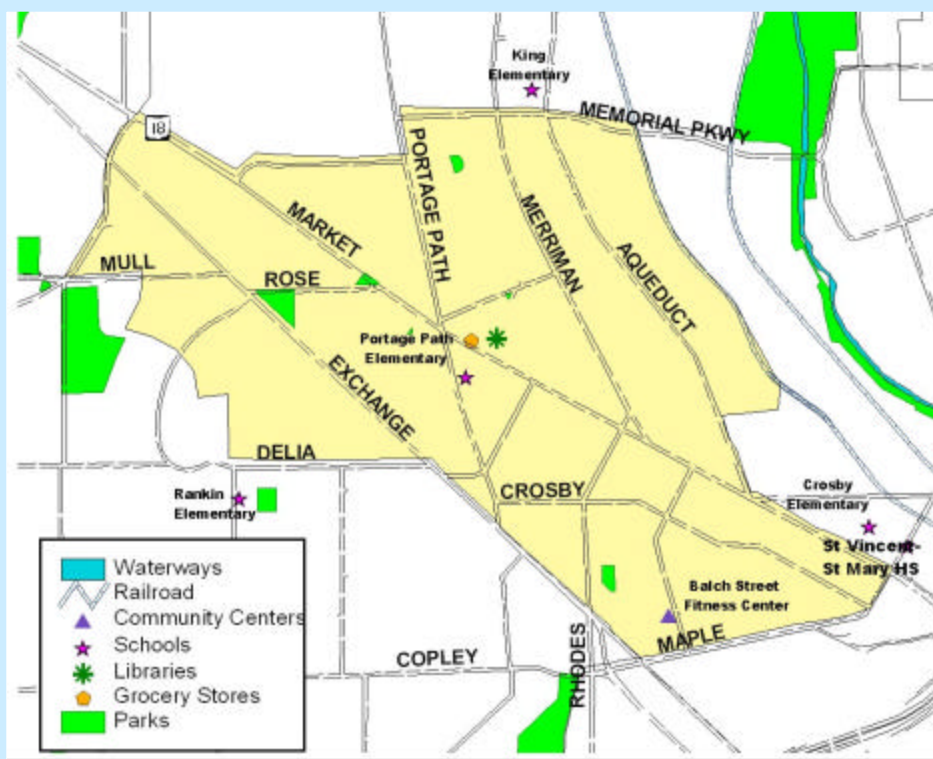 King
Elementary
18
MEMORIAL PKWY
PORTAGE PATH
MARKET
MERRIMAN
AQUEDUCT
MULL
ROSE
Portage Path
Elementary
EXCHANGE
DELIA
CROSBY
Rankin
Elementary
Crosby
Elementary
St Vincent-
St Mary HS
Balch Street
Fitness Center
MAPLE
RHODES
COPLEY
Waterways
Railroad
Community Centers
Schools
Libraries
Grocery Stores
Parks